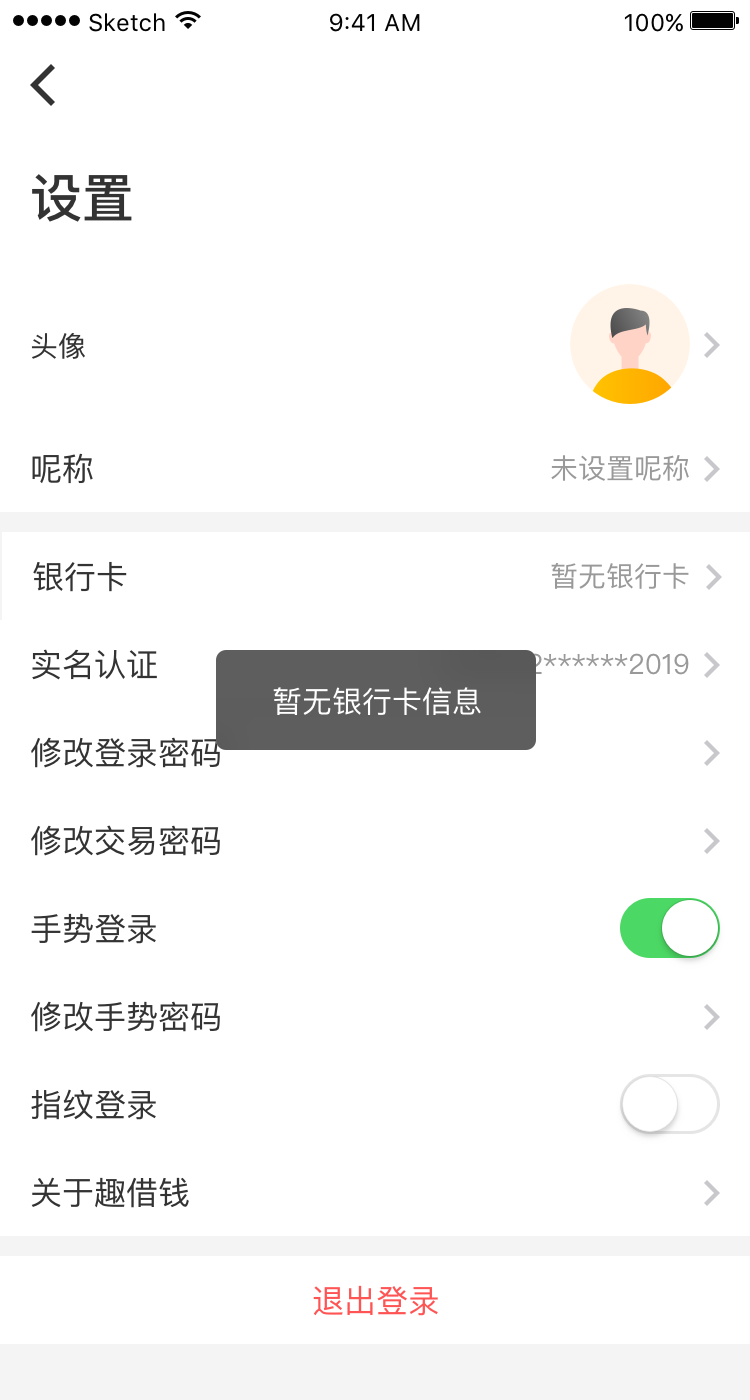 Sketch 9:41 AM 100%
设置
头像
呢称 未设置呢称
银行卡 暂无银行卡
实名认证 2******2019
暂无银行卡信息
修改登录密码
修改交易密码
手势登录
修改手势密码
指纹登录
关于趣借钱
退出登录